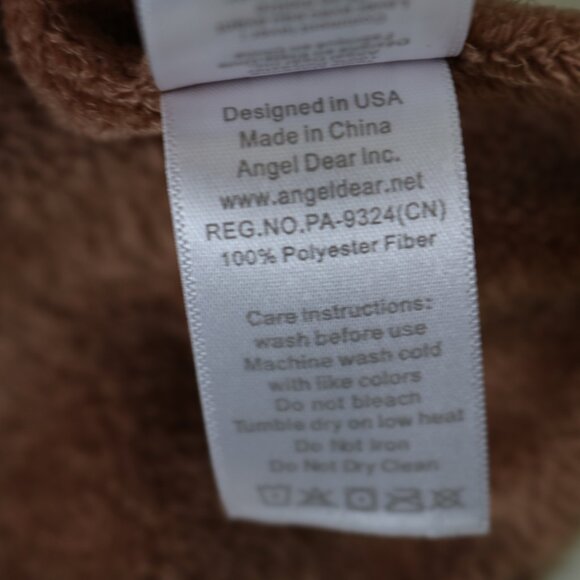 Designed in USA
Made in China
Angel Dear Inc.
www.angeldear.net
REG.NO.PA-9324(CN)
100% Polyester Fiber
Care Instructions:
wash before use
Machine wash cold
with like colors
Do not bleach
Tumble dry on low heat
Do Not Iron
Do Not Dry Clean